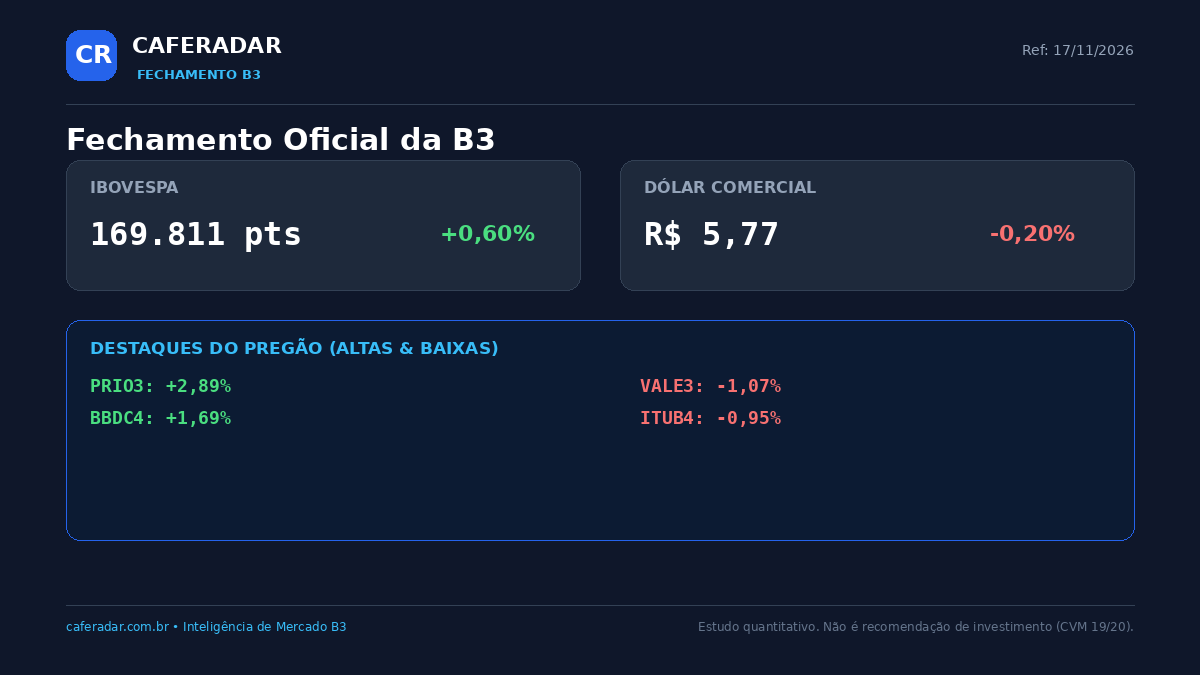 CR
CAFERADAR
FECHAMENTO B3
Ref: 17/11/2026
Fechamento Oficial da B3
IBOVESPA
169.811 pts +0,60%
DÓLAR COMERCIAL
R$ 5,77 -0,20%
DESTAQUES DO PREGÃO (ALTAS & BAIXAS)
PRIO3: +2,89%
BBDC4: +1,69%
VALE3: -1,07%
ITUB4: -0,95%
caferadar.com.br • Inteligência de Mercado B3
Estudo quantitativo. Não é recomendação de investimento (CVM 19/20).